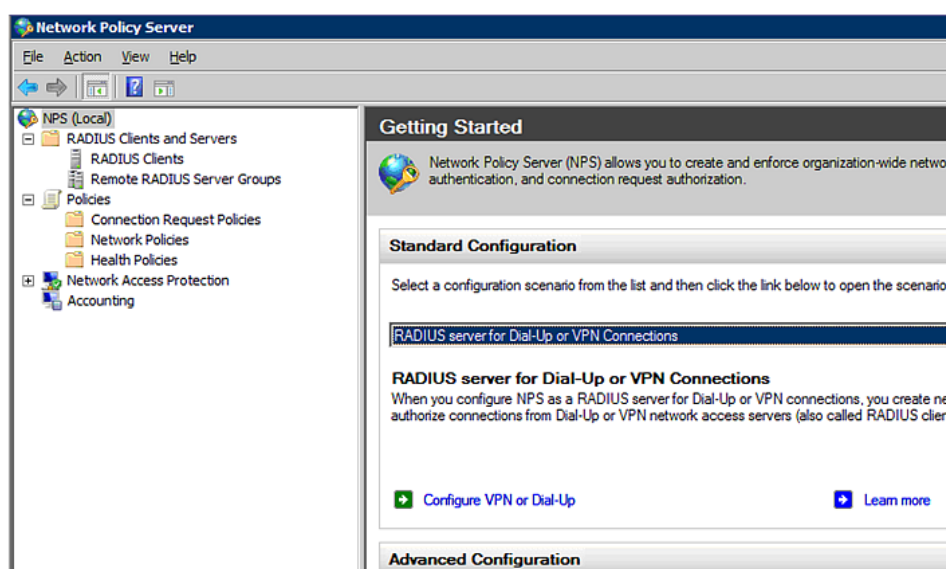 Network Policy Server
File Action View Help
NPS (Local)
RADIUS Clients and Servers
RADIUS Clients
Remote RADIUS Server Groups
Policies
Connection Request Policies
Network Policies
Health Policies
Network Access Protection
Accounting
Getting Started
Network Policy Server (NPS) allows you to create and enforce organization-wide
authentication, and connection request authorization.
Standard Configuration
Select a configuration scenario from the list and then click the link below to open the scenario
RADIUS server for Dial-Up or VPN Connections
RADIUS server for Dial-Up or VPN Connections
When you configure NPS as a RADIUS server for Dial-Up or VPN connections, you create
authorize connections from Dial-Up or VPN network access servers (also called RADIUS
Configure VPN or Dial-Up
Learn more
Advanced Configuration